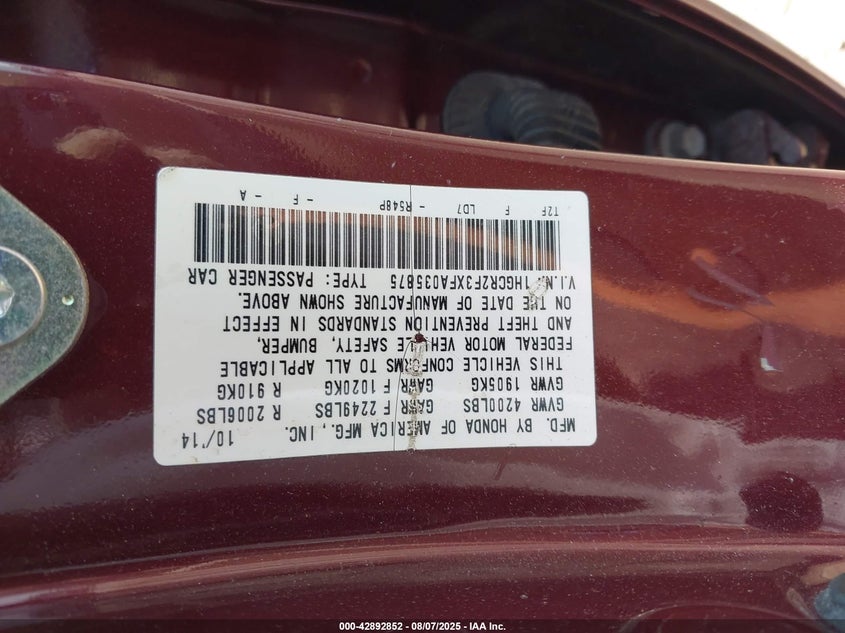 MFD. BY HONDA OF AMERICA MFG., INC. 10/'14
GVWR 4200LBS GAWR F 2249LBS R 2006LBS
GVWR 1905KG GAWR F 1020KG R 910KG
THIS VEHICLE CONFORMS TO ALL APPLICABLE
FEDERAL MOTOR VEHICLE SAFETY, BUMPER,
AND THEFT PREVENTION STANDARDS IN EFFECT
ON THE DATE OF MANUFACTURE SHOWN ABOVE.
V.I.N. 1HGCR2F3XFA035875 TYPE: PASSENGER CAR
T2F F LD7 - R548P - F - A
000-42892852 - 08/07/2025 - IAA Inc.